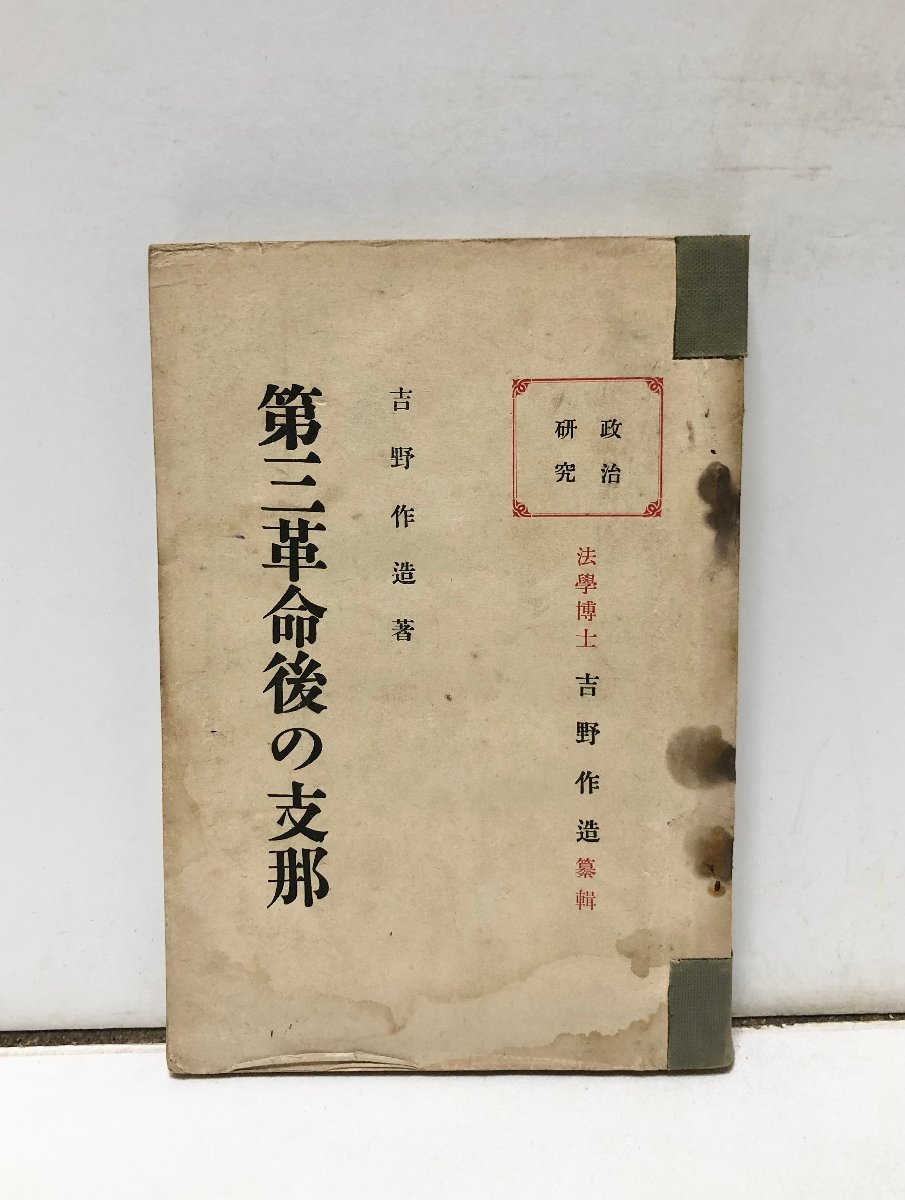 政治
研究
法學博士 吉野作造 纂輯
吉野作造著
第三革命後の支那